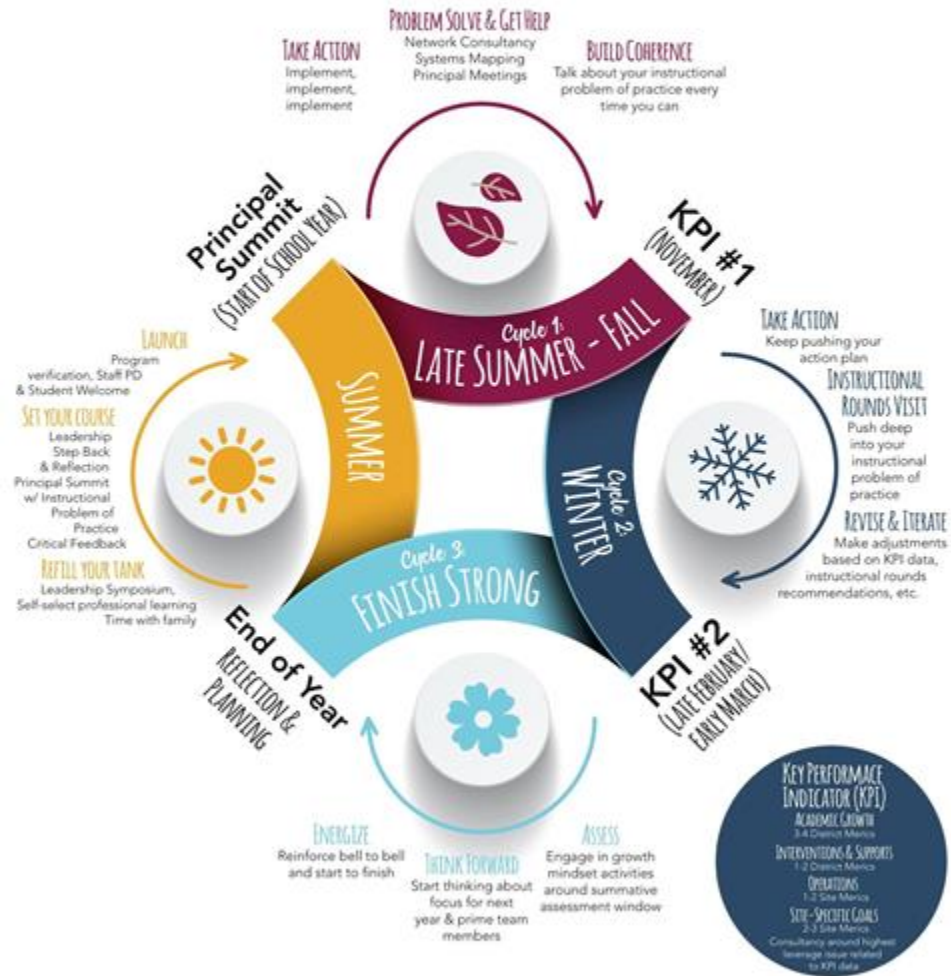 PROBLEM SOLVE & GET HELP
Network Consultancy
Systems Mapping
Principal Meetings
TAKE ACTION
Implement,
implement,
implement
BUILD COHERENCE
Talk about your instructional
problem of practice every
time you can
Principal
Summit
(START OF SCHOOL YEAR)
KPI #1
(NOVEMBER)
Cycle 1:
LATE SUMMER - FALL
TAKE ACTION
Keep pushing your
action plan
INSTRUCTIONAL
ROUNDS VISIT
Push deep
into your
instructional
problem of
practice
REVISE & ITERATE
Make adjustments
based on KPI data,
instructional rounds
recommendations, etc.
Cycle 2:
WINTER
KPI #2
(LATE FEBRUARY/
EARLY MARCH)
Cycle 3:
FINISH STRONG
ASSESS
Engage in growth
mindset activities
around summative
assessment window
THINK FORWARD
Start thinking about
focus for next
year & prime team
members
ENERGIZE
Reinforce bell to bell
and start to finish
End of Year
REFLECTION &
PLANNING
SUMMER
LAUNCH
Program
verification, Staff PD
& Student Welcome
SET YOUR COURSE
Leadership
Step Back
& Reflection
Principal Summit
w/ Instructional
Problem of
Practice
Critical Feedback
REFILL YOUR TANK
Leadership Symposium,
Self-select professional learning
Time with family
KEY PERFORMACE
INDICATOR (KPI)
ACADEMIC GROWTH
3-4 District Merics
INTERVENTIONS & SUPPORTS
1-2 District Merics
OPERATIONS
1-2 Site Merics
SITE-SPECIFIC GOALS
2-3 Site Merics
Consultancy around highest
leverage issue related
to KPI data